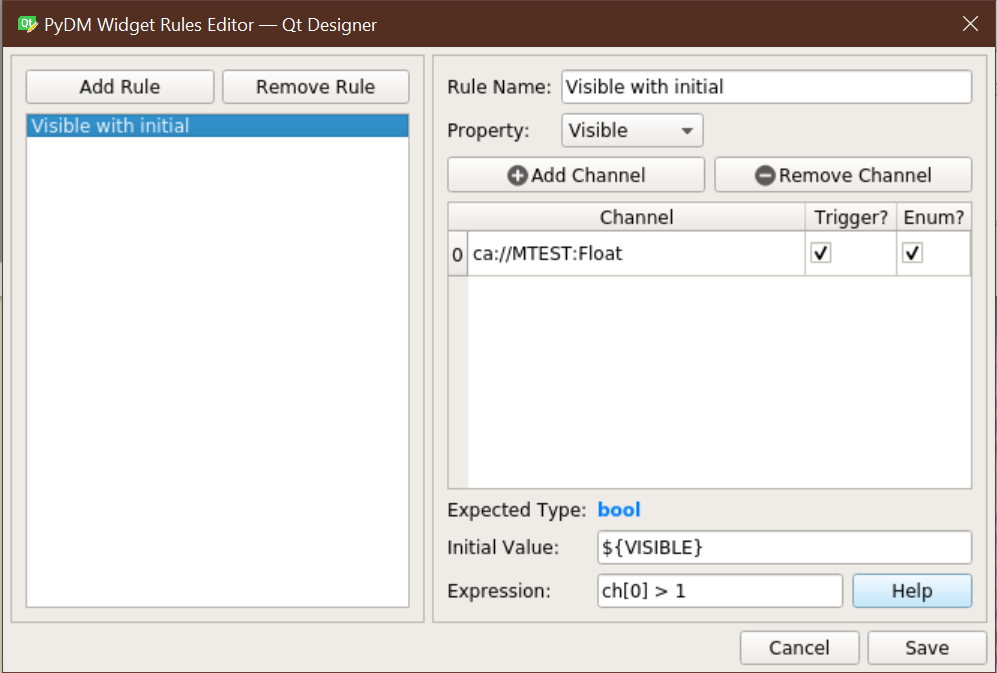 PyDM Widget Rules Editor — Qt Designer
Add Rule Remove Rule
Visible with initial
Rule Name: Visible with initial
Property: Visible
Add Channel Remove Channel
Channel Trigger? Enum?
0 ca://MTEST:Float
Expected Type: bool
Initial Value: ${VISIBLE}
Expression: ch[0] > 1 Help
Cancel Save